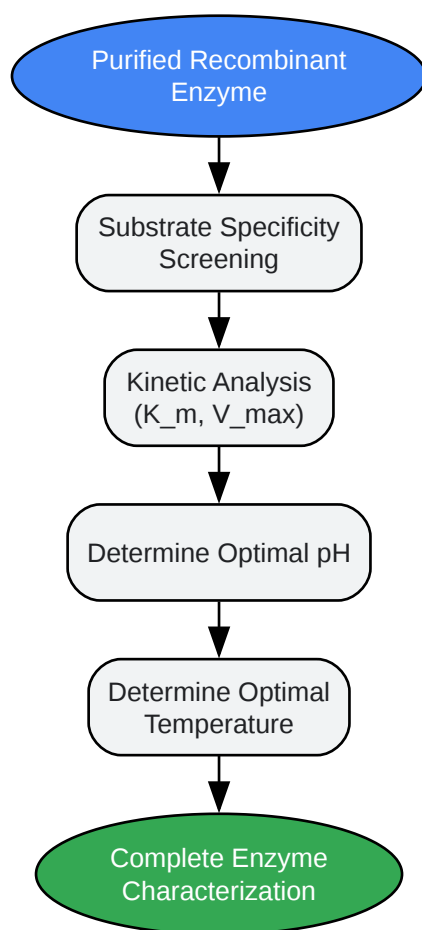 Purified Recombinant
Enzyme
Substrate Specificity
Screening
Kinetic Analysis
(K_m, V_max)
Determine Optimal pH
Determine Optimal
Temperature
Complete Enzyme
Characterization